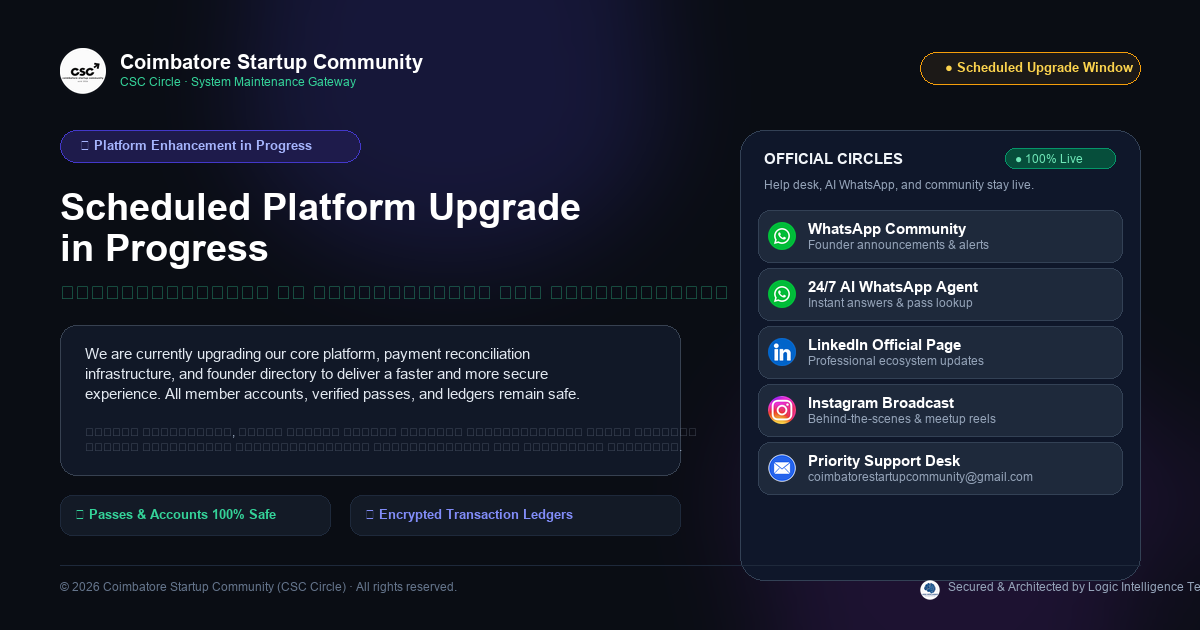 CSC
Coimbatore Startup Community
CSC Circle · System Maintenance Gateway
● Scheduled Upgrade Window
Platform Enhancement in Progress
Scheduled Platform Upgrade
in Progress
We are currently upgrading our core platform, payment reconciliation
infrastructure, and founder directory to deliver a faster and more secure
experience. All member accounts, verified passes, and ledgers remain safe.
Passes & Accounts 100% Safe
Encrypted Transaction Ledgers
OFFICIAL CIRCLES
● 100% Live
Help desk, AI WhatsApp, and community stay live.
WhatsApp Community
Founder announcements & alerts
24/7 AI WhatsApp Agent
Instant answers & pass lookup
LinkedIn Official Page
Professional ecosystem updates
Instagram Broadcast
Behind-the-scenes & meetup reels
Priority Support Desk
coimbatorestartupcommunity@gmail.com
© 2026 Coimbatore Startup Community (CSC Circle) · All rights reserved.
Secured & Architected by Logic Intelligence Te